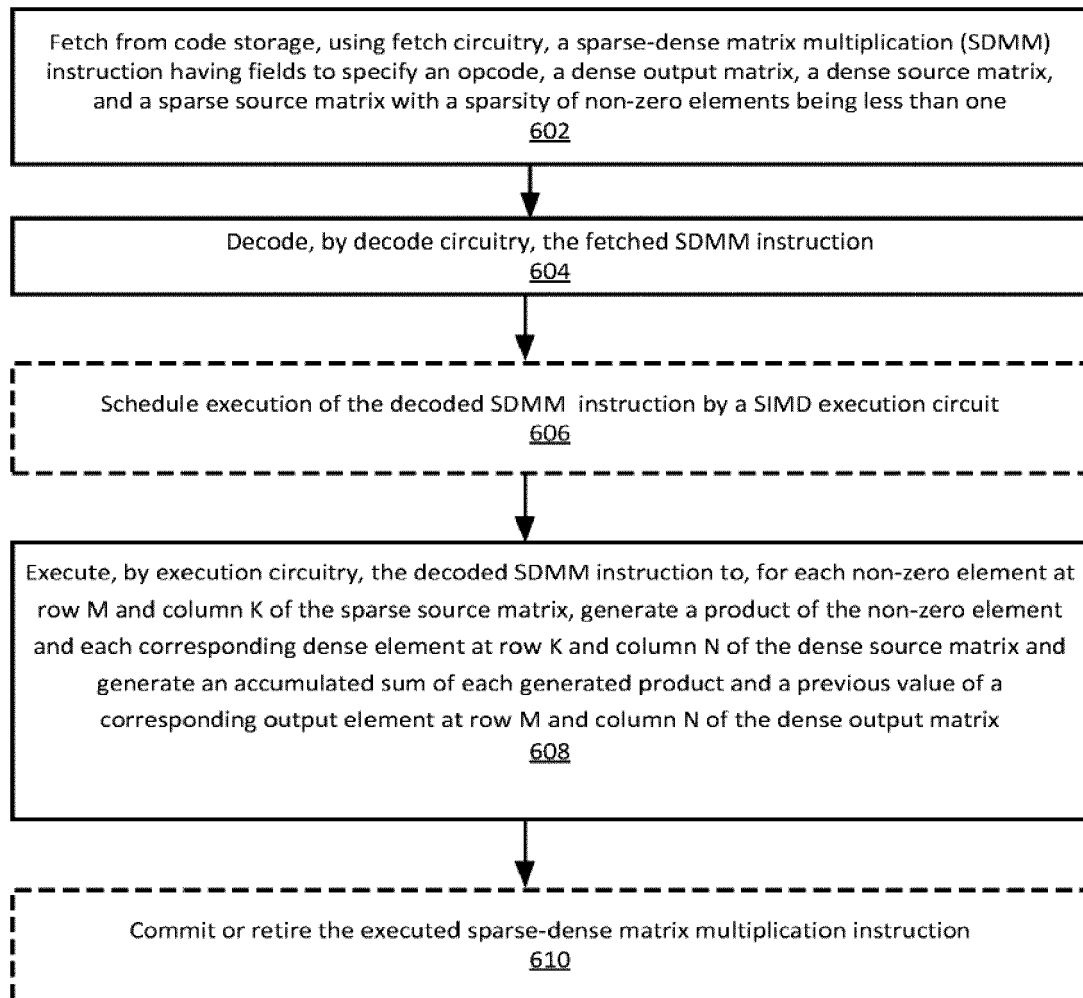 Fetch from code storage, using fetch circuitry, a sparse-dense matrix multiplication (SDMM)
instruction having fields to specify an opcode, a dense output matrix, a dense source matrix,
and a sparse source matrix with a sparsity of non-zero elements being less than one
602
Decode, by decode circuitry, the fetched SDMM instruction
604
Schedule execution of the decoded SDMM instruction by a SIMD execution circuit
606
Execute, by execution circuitry, the decoded SDMM instruction to, for each non-zero element at
row M and column K of the sparse source matrix, generate a product of the non-zero element
and each corresponding dense element at row K and column N of the dense source matrix and
generate an accumulated sum of each generated product and a previous value of a
corresponding output element at row M and column N of the dense output matrix
608
Commit or retire the executed sparse-dense matrix multiplication instruction
610